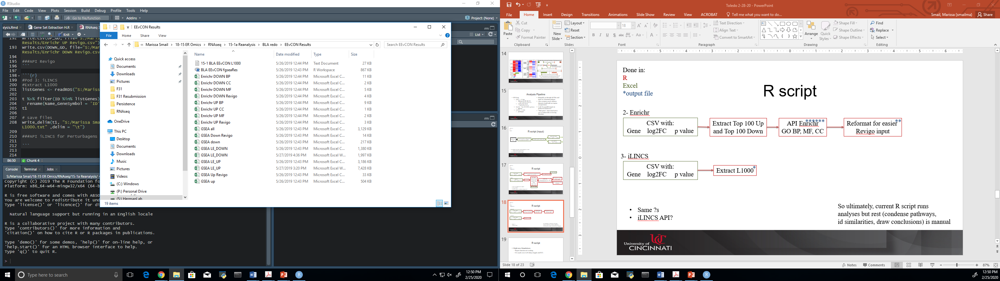 RStudio
File Edit Code View Plots Session Build Debug Profile Tools Help
Go to file/function Addins
Project: (None)
alysis.Rmd Gene Set Extraction H.R RNAseq 3
Knit
List
Results/Enrichr UP Revigo.csv")
193 write.csv(DOWN_GO, file="S:/Mar
Results/Enrichr DOWN Revigo.csv
194
195 ###API Revigo
196 ```
197
198 ```{r}
199 #Pod 3: iLINCS
200 #Extract L1000
201 listGenes <- readRDS("S:/Mariss
202
203 t %>% filter(ID %in% listGenes)
204 rename(Name_GeneSymbol = 'ID'
205 t1
206
207 # save files
208 write_delim(t1, "S:/Marissa Sma
L1000.txt" ,delim = "\t")
209
210 ###API iLINCS for Perturbagens
211
212 ```
213
214
86:30 Chunk 4
Console Terminal Jobs
S:/Marissa Smail/18-15 ER Omics/RNAseq/15-1a Reanalysis/
Copyright (C) 2019 The R Foundation fo
Platform: x86_64-w64-mingw32/x64 (64-b
R is free software and comes with ABSO
You are welcome to redistribute it und
Type 'license()' or 'licence()' for di
Natural language support but running in an English locale
R is a collaborative project with many contributors.
Type 'contributors()' for more information and
'citation()' on how to cite R or R packages in publications.
Type 'demo()' for some demos, 'help()' for on-line help, or
'help.start()' for an HTML browser interface to help.
Type 'q()' to quit R.
>
EEvCON Results
File Home Share View
« Marissa Smail > 18-15 ER Omics > RNAseq > 15-1a Reanalysis > BLA redo > EEvCON Results
Search EEvCON Results
Quick access
Documents
Downloads
Pictures
F31
F31 Resubmission
Persistence
RNAseq
OneDrive
This PC
Desktop
Documents
Downloads
Music
Pictures
Videos
(C:) Windows
(P:) Personal Drive
(S:) HermanLab
Name Date modified Type Size
15-1 BLA EEvCON L1000 5/26/2019 12:44 PM Text Document 27 KB
BLA EEvCON fgseaRes 5/26/2019 12:43 PM R Workspace 867 KB
Enrichr DOWN BP 5/26/2019 12:44 PM Microsoft Excel C... 11 KB
Enrichr DOWN CC 5/26/2019 12:44 PM Microsoft Excel C... 2 KB
Enrichr DOWN MF 5/26/2019 12:44 PM Microsoft Excel C... 5 KB
Enrichr DOWN Revigo 5/26/2019 12:44 PM Microsoft Excel C... 4 KB
Enrichr UP BP 5/26/2019 12:44 PM Microsoft Excel C... 9 KB
Enrichr UP CC 5/26/2019 12:44 PM Microsoft Excel C... 1 KB
Enrichr UP MF 5/26/2019 12:44 PM Microsoft Excel C... 2 KB
Enrichr UP Revigo 5/26/2019 12:44 PM Microsoft Excel C... 3 KB
GSEA all 5/26/2019 12:43 PM Microsoft Excel C... 3,129 KB
GSEA Down Revigo 5/26/2019 12:43 PM Microsoft Excel C... 14 KB
GSEA down 5/26/2019 12:43 PM Microsoft Excel C... 217 KB
GSEA LE_DOWN 5/26/2019 12:43 PM Microsoft Excel C... 1,380 KB
GSEA LE_DOWN 5/27/2019 4:36 PM Microsoft Excel W... 1,997 KB
GSEA LE_UP 5/26/2019 12:43 PM Microsoft Excel C... 3,186 KB
GSEA LE_UP 5/27/2019 3:20 PM Microsoft Excel W... 7,428 KB
GSEA Up Revigo 5/26/2019 12:43 PM Microsoft Excel C... 33 KB
GSEA up 5/26/2019 12:43 PM Microsoft Excel C... 504 KB
19 items
Type here to search
12:50 PM
2/25/2020
Toledo 2-28-20 - PowerPoint
File Home Insert Design Transitions Animations Slide Show Review View ACROBAT Tell me what you want to do...
Smail, Marissa (smailma) Share
Paste Cut Copy Format Painter
New Slide Layout Reset Section
18
Text Direction Align Text Convert to SmartArt
Arrange Quick Styles Shape Fill Shape Outline Shape Effects
Find Replace Select
Clipboard Slides Font Paragraph Drawing Editing
14
15
Analysis Pipeline
16
R script (input)
17
R script
18
R script
19
R script
Done in:
R
Excel
*output file
R script
2- Enrichr
CSV with:
Gene log2FC p value
Extract Top 100 Up
and Top 100 Down
API Enrichr******
GO BP, MF, CC
Reformat for easier**
Revigo input
3- iLINCS
CSV with:
Gene log2FC p value
Extract L1000*
• Same ?s
• iLINCS API?
So ultimately, current R script runs
analyses but rest (condense pathways,
id similarities, draw conclusions) is manual
University of
CINCINNATI
Slide 18 of 23
Notes Comments
87%
12:50 PM
2/25/2020